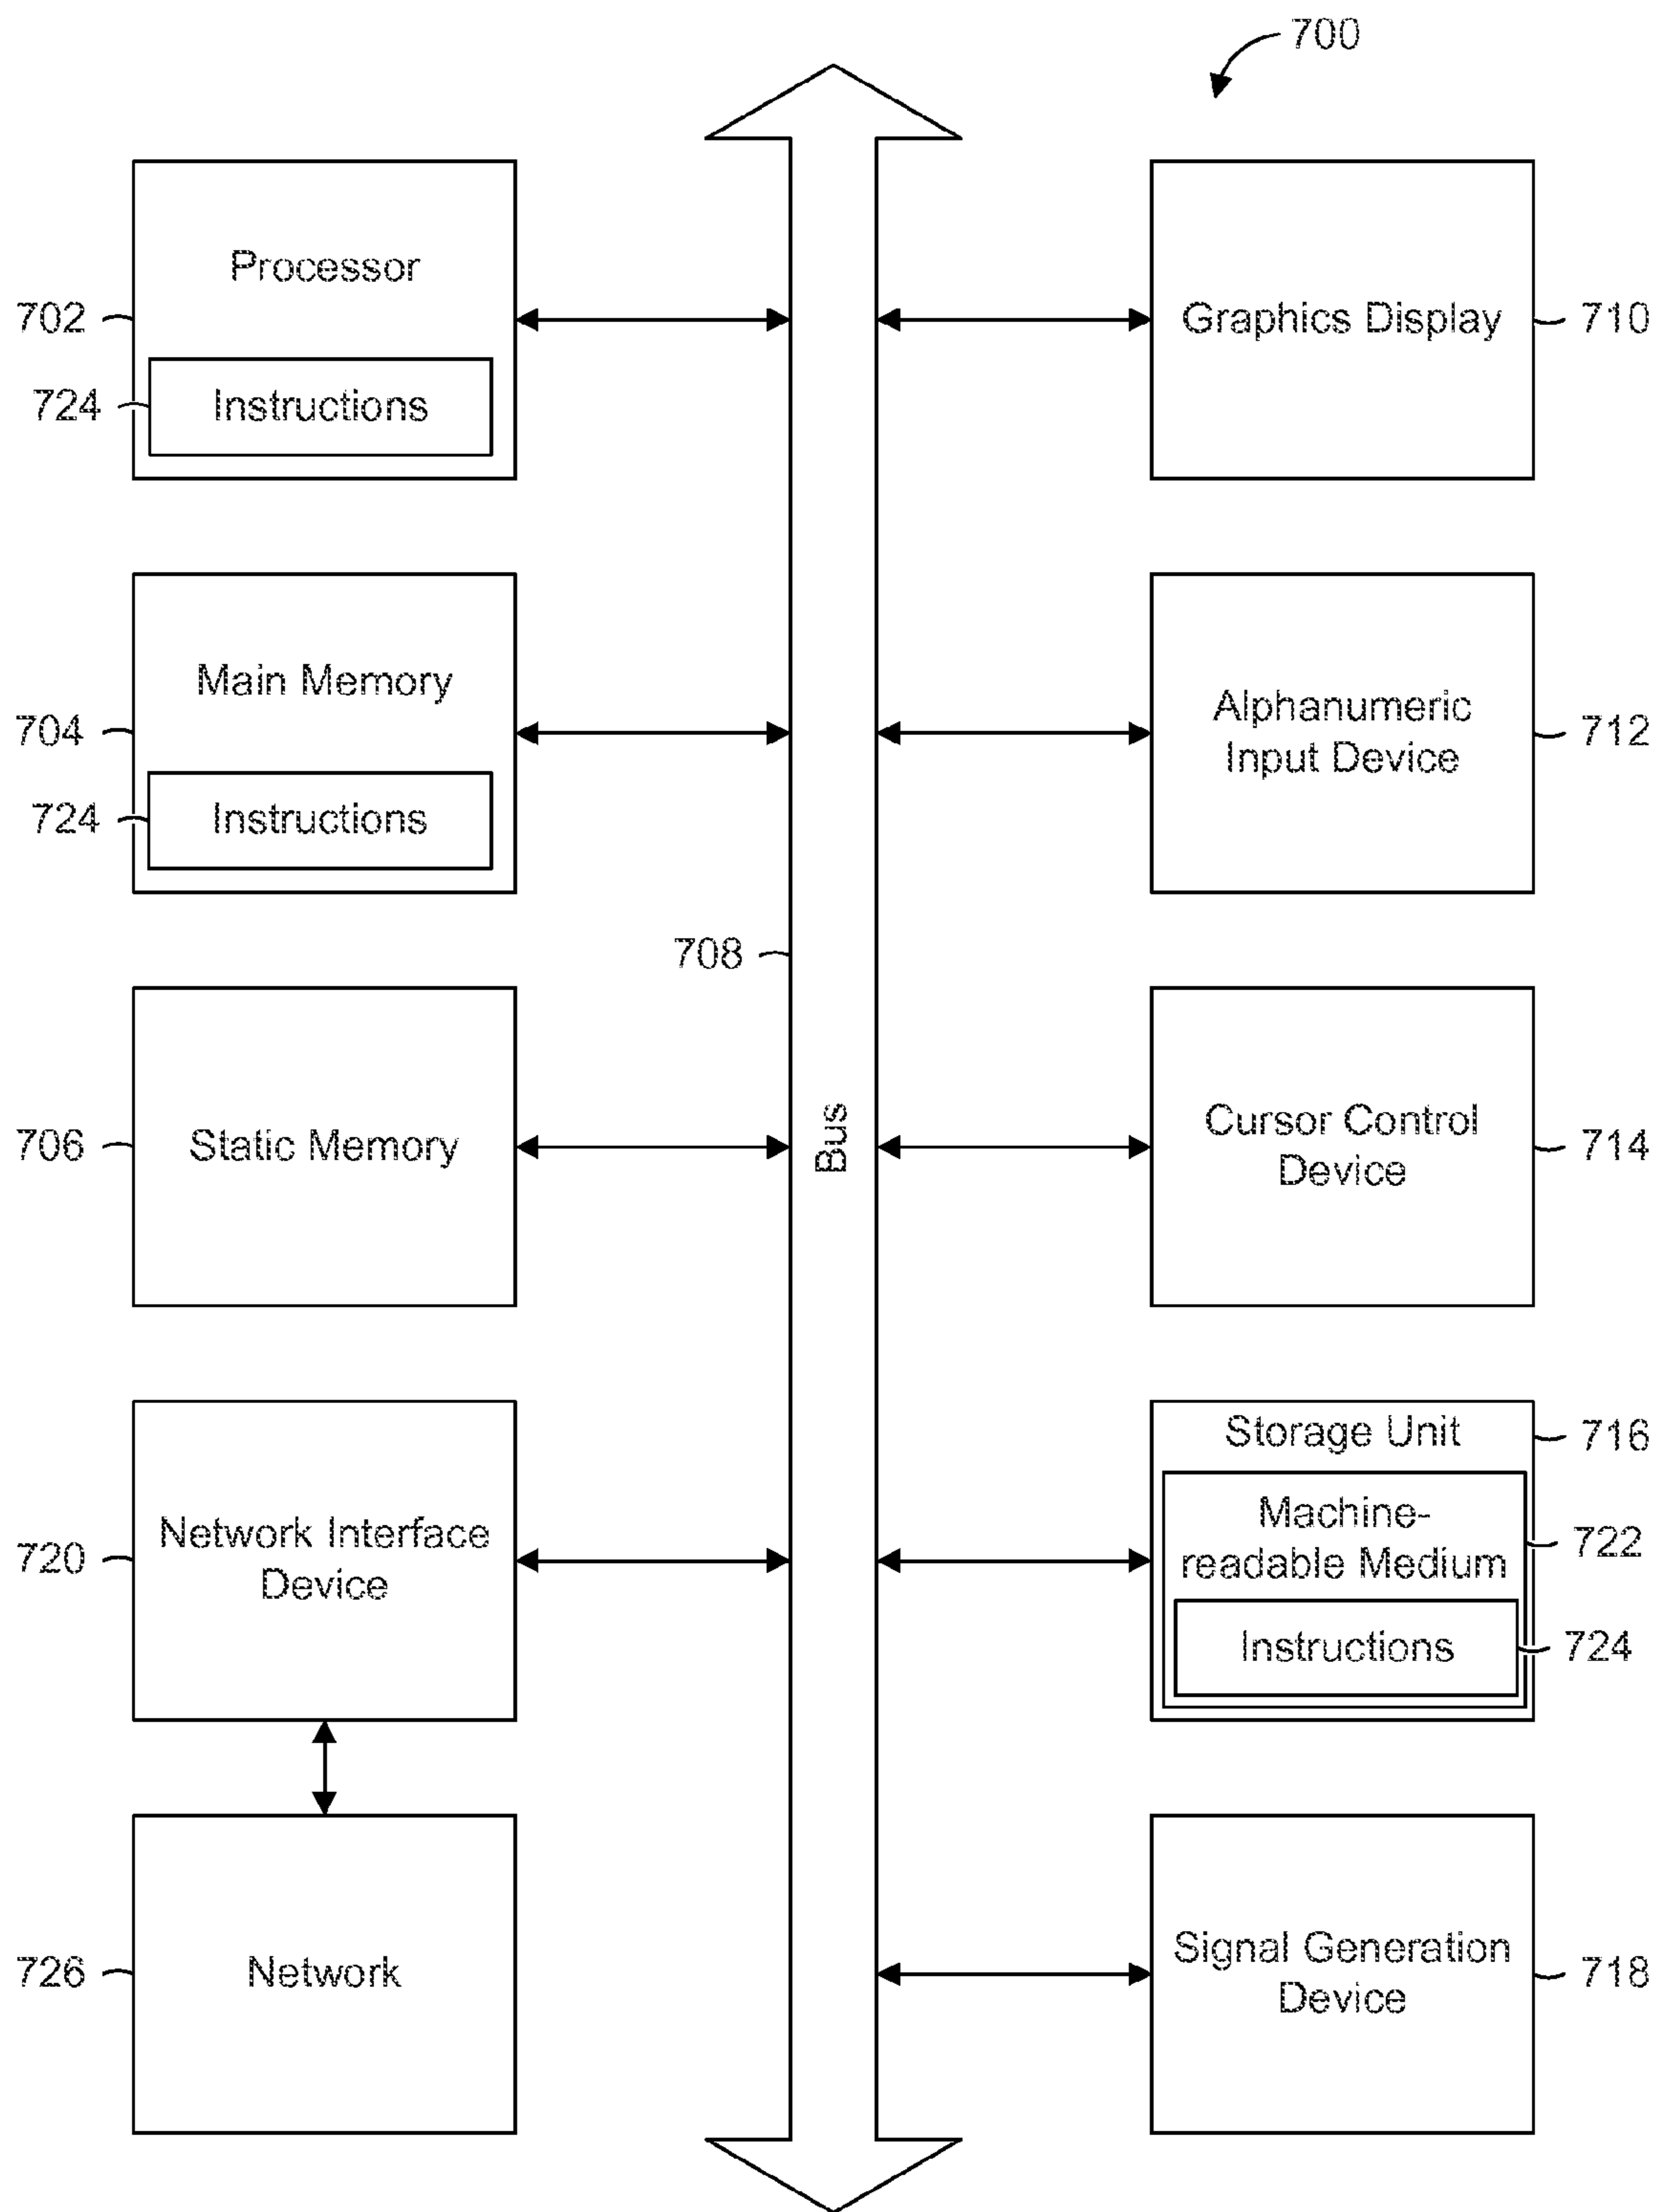 700
Processor
702
724
Instructions
Graphics Display
710
Main Memory
704
724
Instructions
Alphanumeric
Input Device
712
708
Bus
706
Static Memory
Cursor Control
Device
714
720
Network Interface
Device
Storage Unit
716
Machine-
readable Medium
722
Instructions
724
726
Network
Signal Generation
Device
718